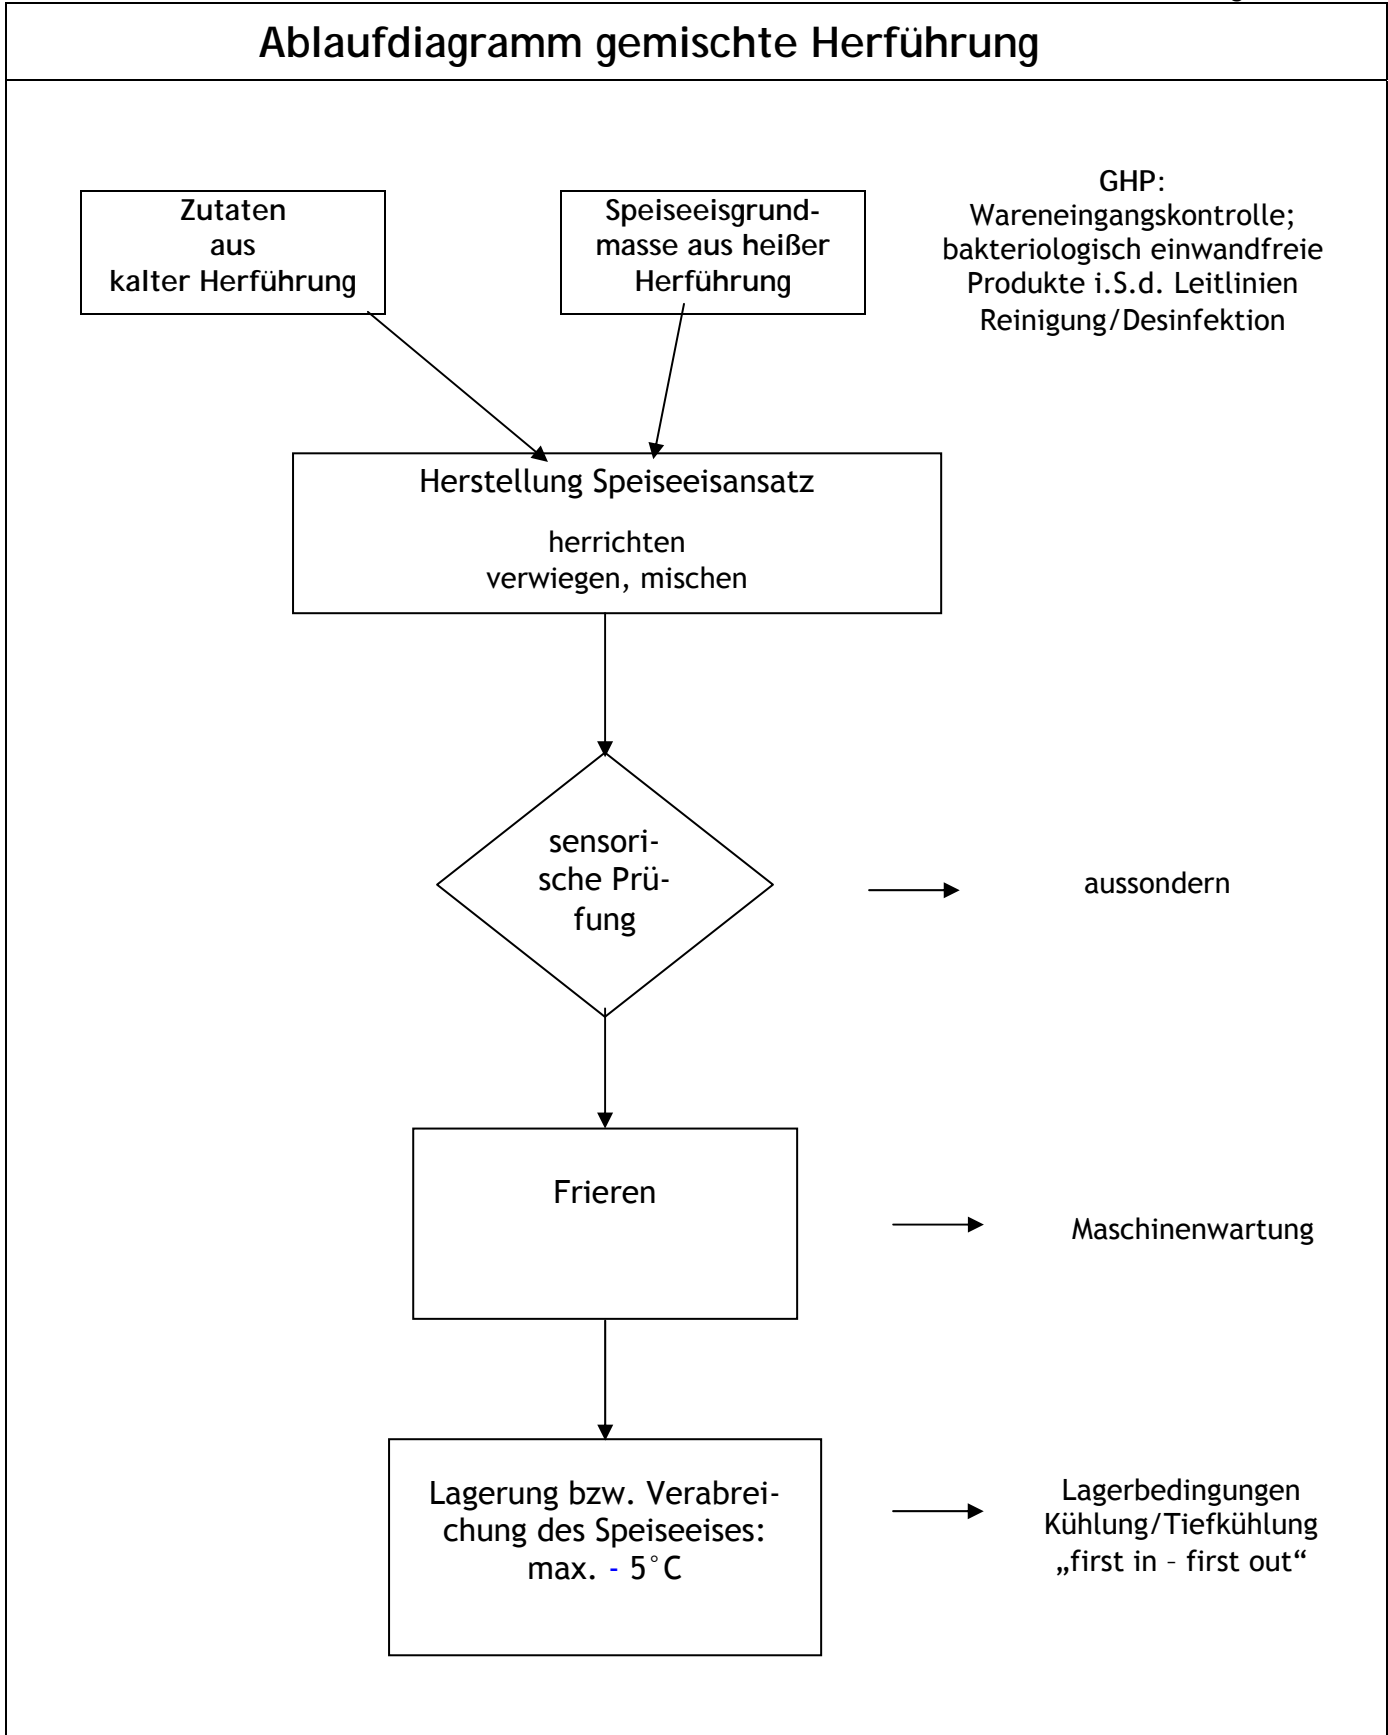 Ablaufdiagramm gemischte Herführung
Zutaten
aus
kalter Herführung
Speiseeisgrund-
masse aus heißer
Herführung
GHP:
Wareneingangskontrolle;
bakteriologisch einwandfreie
Produkte i.S.d. Leitlinien
Reinigung/Desinfektion
Herstellung Speiseeisansatz
herrichten
verwiegen, mischen
sensori-
sche Prü-
fung
aussondern
Frieren
Maschinenwartung
Lagerung bzw. Verabrei-
chung des Speiseeises:
max. - 5°C
Lagerbedingungen
Kühlung/Tiefkühlung
„first in – first out“